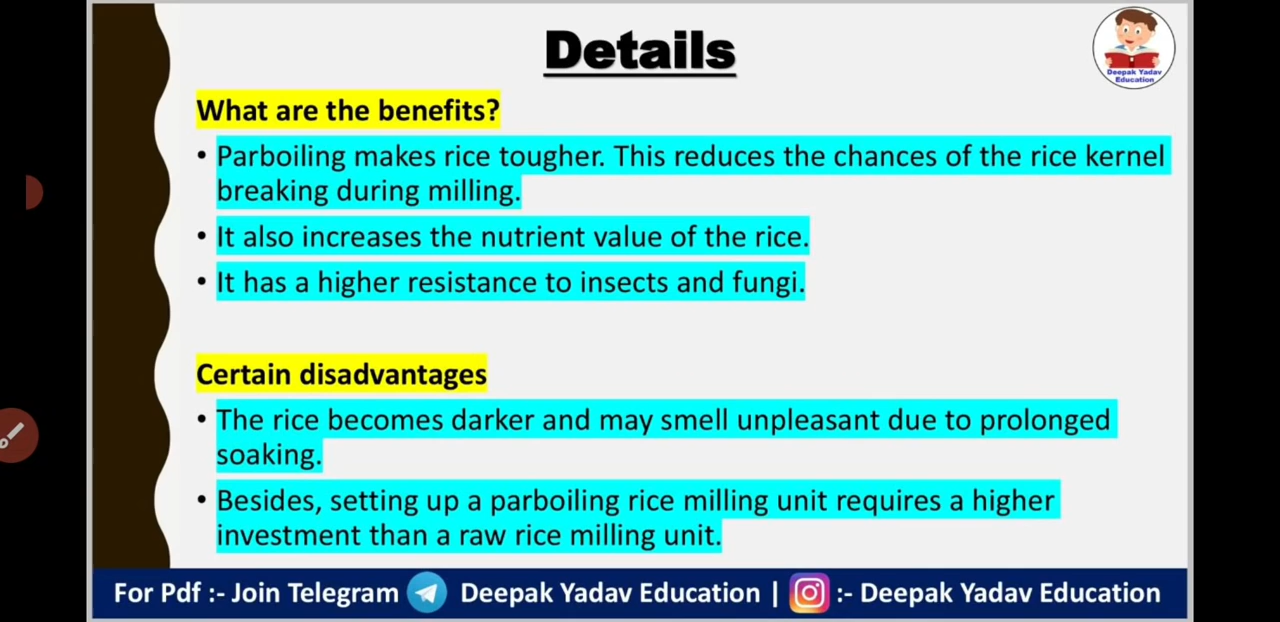 Details
Deepak Yadav
Education
What are the benefits?
• Parboiling makes rice tougher. This reduces the chances of the rice kernel
breaking during milling.
• It also increases the nutrient value of the rice.
• It has a higher resistance to insects and fungi.
Certain disadvantages
• The rice becomes darker and may smell unpleasant due to prolonged
soaking.
• Besides, setting up a parboiling rice milling unit requires a higher
investment than a raw rice milling unit.
For Pdf :- Join Telegram Deepak Yadav Education | :- Deepak Yadav Education